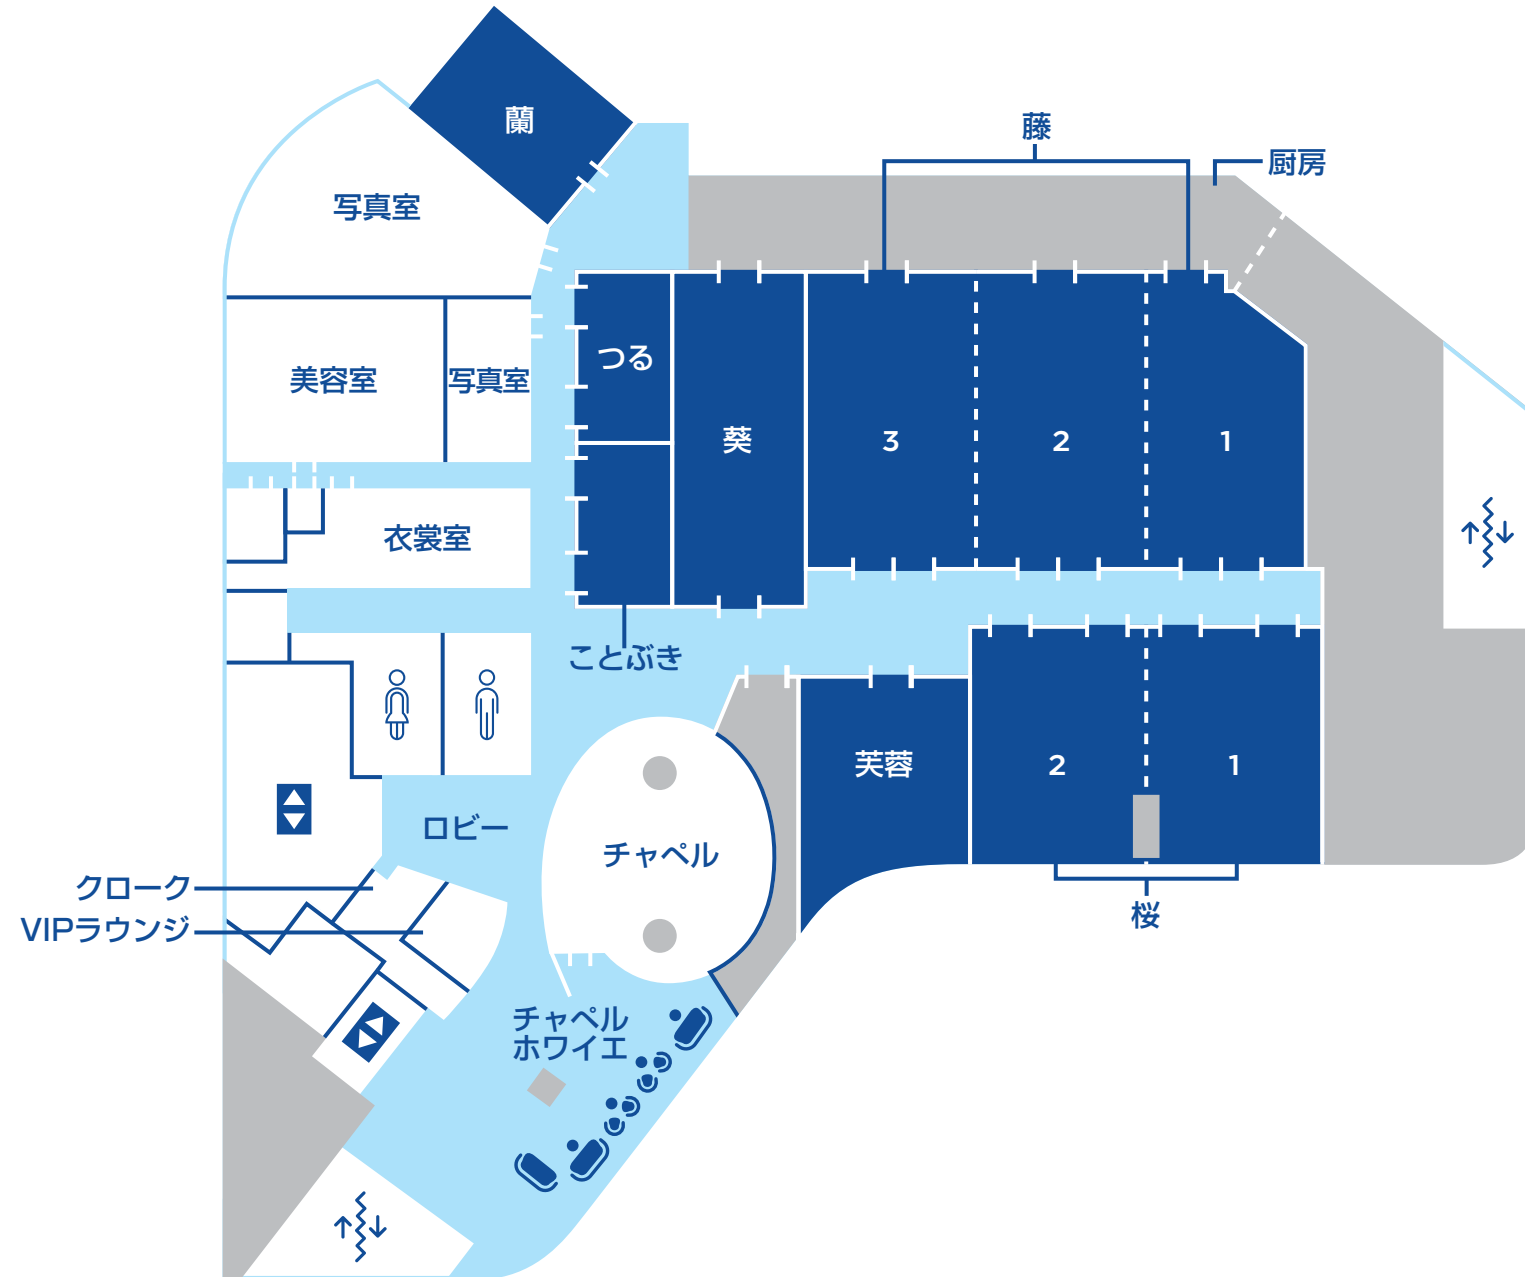 蘭
藤
厨房
写真室
つる
美容室
写真室
葵
3
2
1
衣裳室
ことぶき
芙蓉
2
1
ロビー
チャペル
クローク
VIPラウンジ
桜
チャペル
ホワイエ